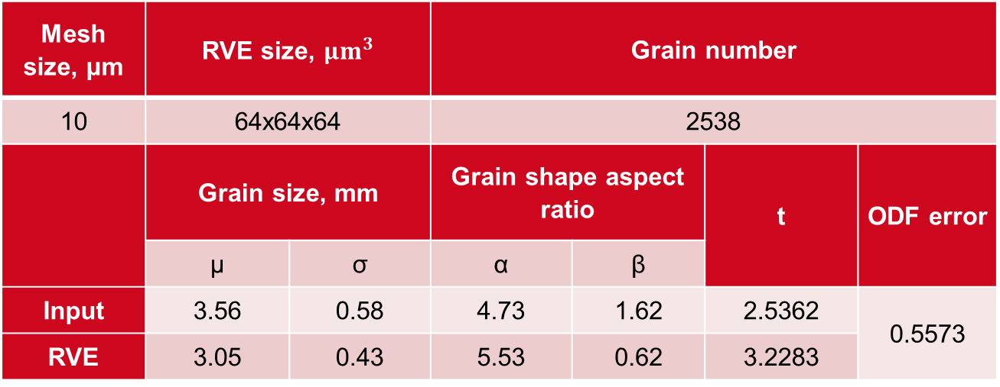 Mesh size, µm RVE size, μm³ Grain number
10 64x64x64 2538
Grain size, mm Grain shape aspect ratio t ODF error
µ σ α β
Input 3.56 0.58 4.73 1.62 2.5362 0.5573
RVE 3.05 0.43 5.53 0.62 3.2283